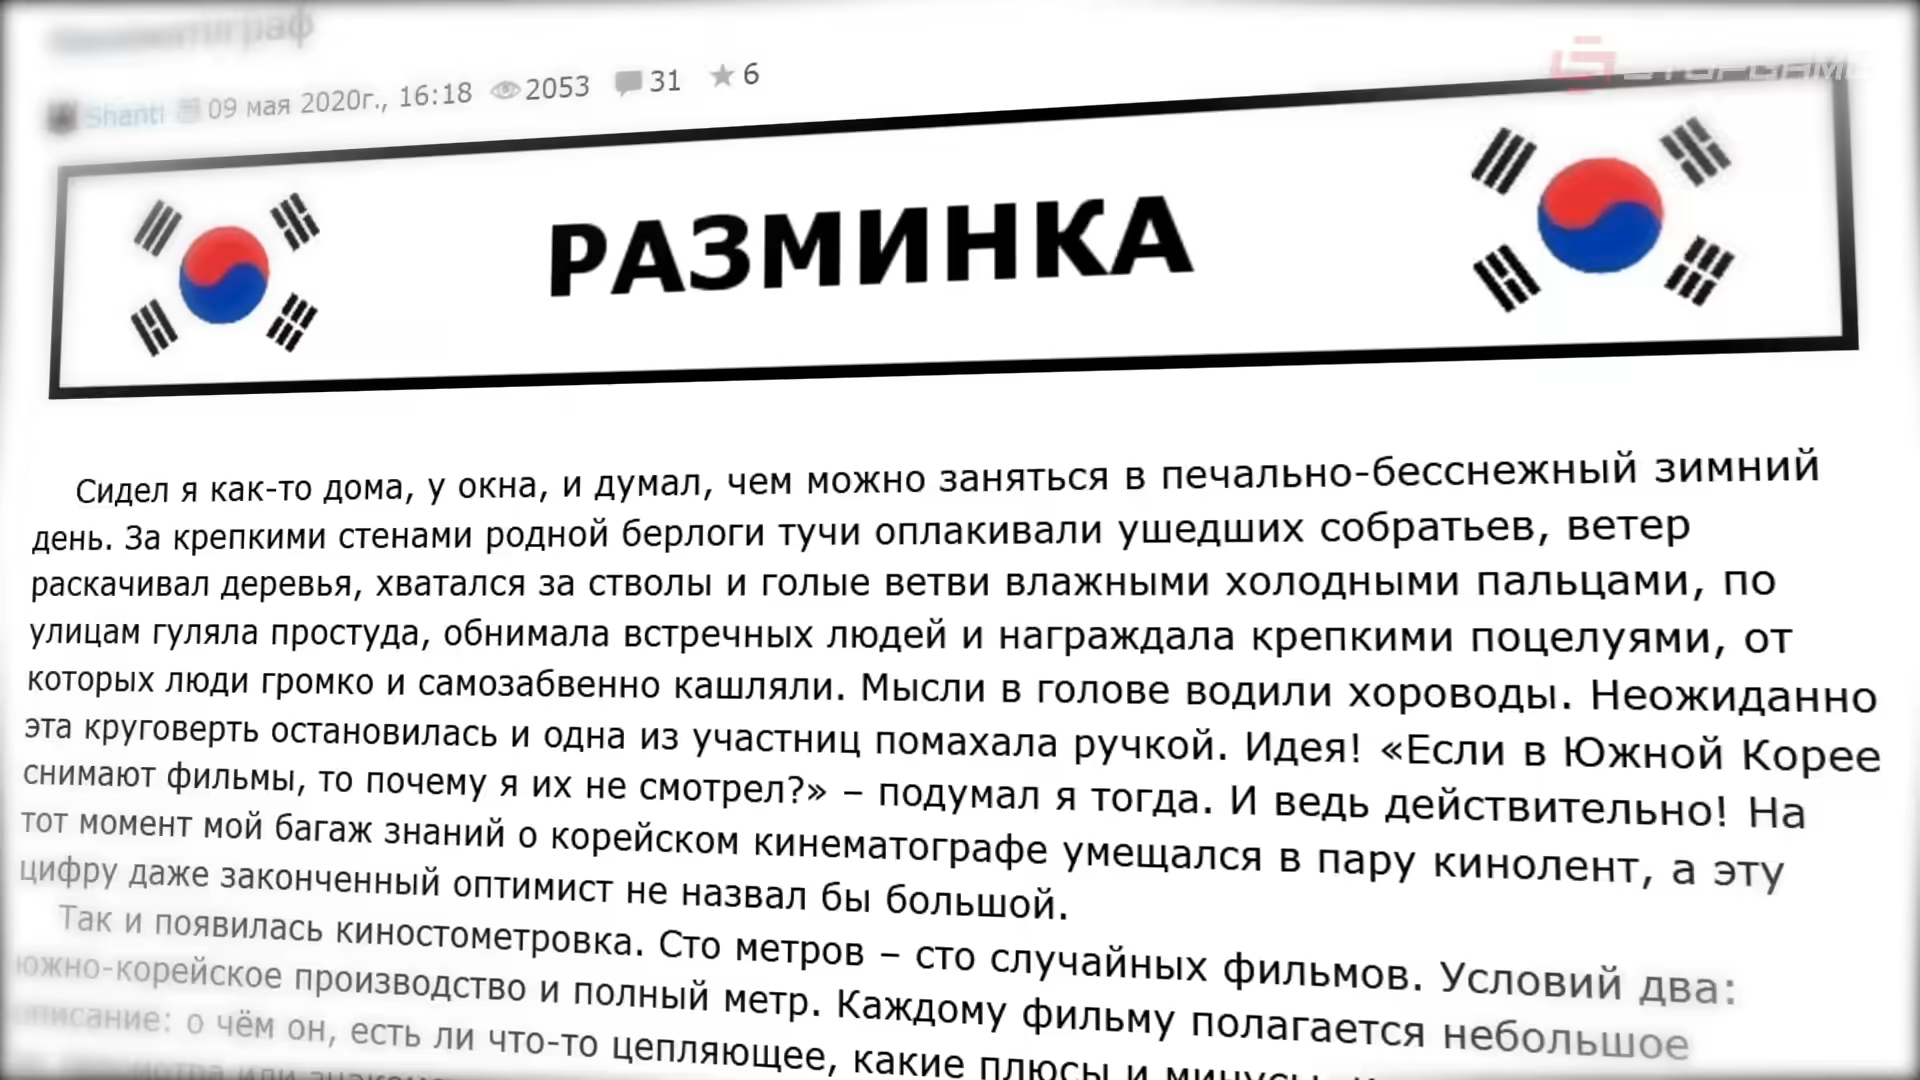 Shanti 09 мая 2020г., 16:18 2053 31 6
STOPGAME
РАЗМИНКА
Сидел я как-то дома, у окна, и думал, чем можно заняться в печально-бесснежный зимний
день. За крепкими стенами родной берлоги тучи оплакивали ушедших собратьев, ветер
раскачивал деревья, хватался за стволы и голые ветви влажными холодными пальцами, по
улицам гуляла простуда, обнимала встречных людей и награждала крепкими поцелуями, от
которых люди громко и самозабвенно кашляли. Мысли в голове водили хороводы. Неожиданно
эта круговерть остановилась и одна из участниц помахала ручкой. Идея! «Если в Южной Корее
снимают фильмы, то почему я их не смотрел?» – подумал я тогда. И ведь действительно! На
тот момент мой багаж знаний о корейском кинематографе умещался в пару кинолент, а эту
цифру даже законченный оптимист не назвал бы большой.
Так и появилась киностометровка. Сто метров – сто случайных фильмов. Условий два:
южно-корейское производство и полный метр. Каждому фильму полагается небольшое
описание: о чём он, есть ли что-то цепляющее, какие плюсы и минусы.